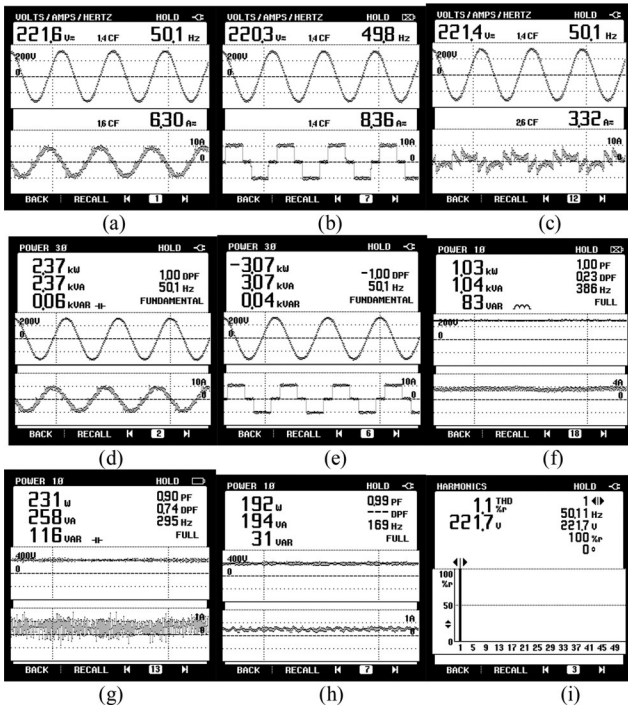 VOLTS/AMPS/HERTZ HOLD
221.6 V≂ 1.4 CF 50.1 Hz
200V
0
1.6 CF 6.30 A≂
10A
0
BACK RECALL 1
(a)
VOLTS/AMPS/HERTZ HOLD
220.3 V≂ 1.4 CF 49.8 Hz
200V
0
1.4 CF 8.36 A≂
10A
0
BACK RECALL 7
(b)
VOLTS/AMPS/HERTZ HOLD
221.4 V≂ 1.4 CF 50.1 Hz
200V
0
2.6 CF 3.32 A≂
10A
0
BACK RECALL 12
(c)
POWER 3Ø HOLD
2.37 kW
2.37 kVA 1.00 DPF
0.06 kVAR 50.1 Hz
FUNDAMENTAL
200V
0
10A
0
BACK RECALL 2
(d)
POWER 3Ø HOLD
-3.07 kW
3.07 kVA -1.00 DPF
0.04 kVAR 50.1 Hz
FUNDAMENTAL
200V
0
10A
0
BACK RECALL 6
(e)
POWER 1Ø HOLD
1.03 kW 1.00 PF
1.04 kVA 0.23 DPF
83 VAR 386 Hz
FULL
200V
0
4A
0
BACK RECALL 18
(f)
POWER 1Ø HOLD
231 W 0.90 PF
258 VA 0.74 DPF
116 VAR 295 Hz
FULL
400V
0
1A
0
BACK RECALL 13
(g)
POWER 1Ø HOLD
192 W 0.99 PF
194 VA --- DPF
31 VAR 169 Hz
FULL
400V
0
1A
0
BACK RECALL 7
(h)
HARMONICS HOLD
1.1 THD %r 1
221.7 V 50.11 Hz
221.7 V
100 %r
0 °
100
%r
50
0
1 5 9 13 17 21 25 29 33 37 41 45 49
BACK RECALL 3
(i)